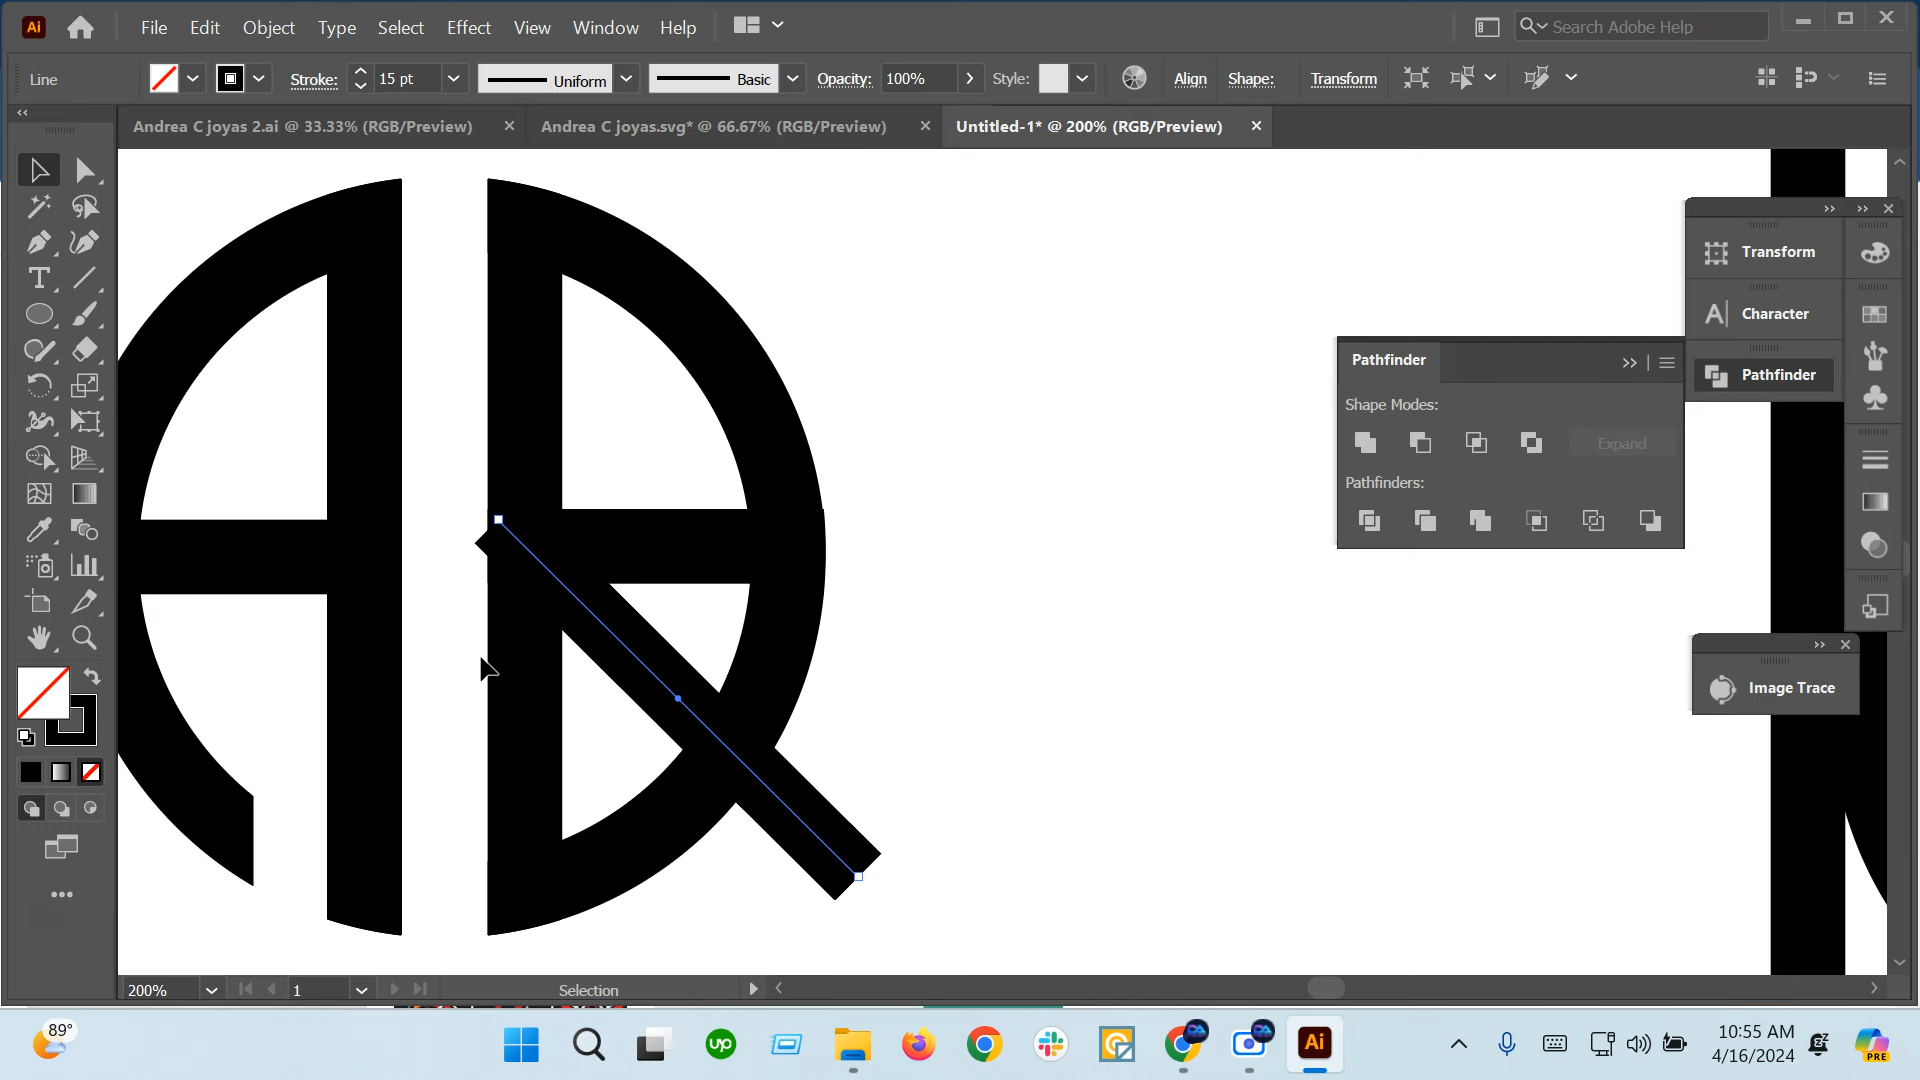 Ai File Edit Object Type Select Effect View Window Help Search Adobe Help
Line Stroke: 15 pt Uniform Basic Opacity: 100% Style: Align Shape: Transform
Andrea C joyas 2.ai @ 33.33% (RGB/Preview) Andrea C joyas.svg* @ 66.67% (RGB/Preview) Untitled-1* @ 200% (RGB/Preview)
Transform
Character
Pathfinder
Pathfinder
Shape Modes:
Expand
Pathfinders:
Image Trace
200% 1 Selection
89°
up
Ai
10:55 AM
4/16/2024
PRE